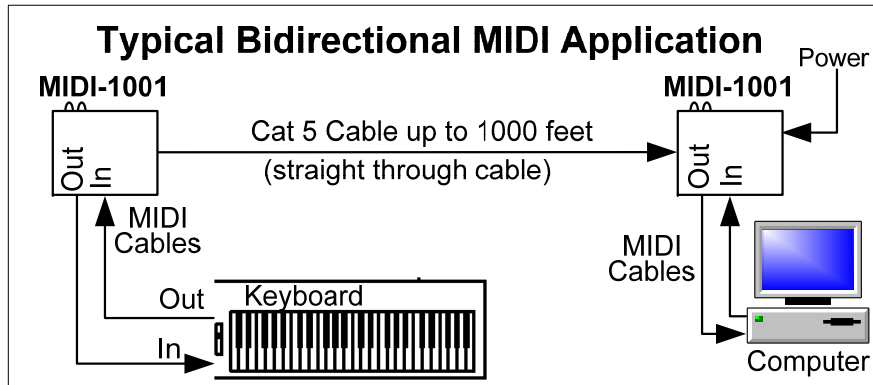 Typical Bidirectional MIDI Application
Power
MIDI-1001
MIDI-1001
Cat 5 Cable up to 1000 feet
(straight through cable)
Out
In
Out
In
MIDI
Cables
MIDI
Cables
Out
Keyboard
In
Computer